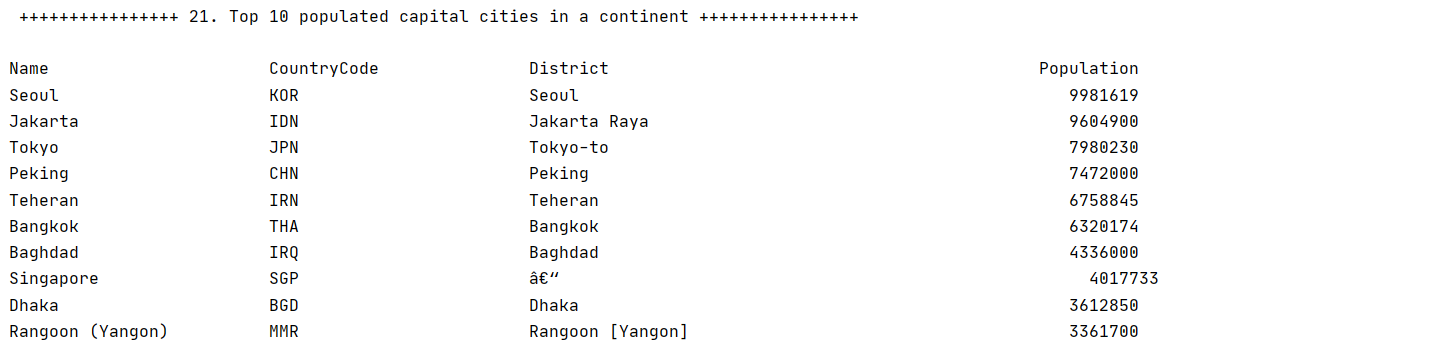 ++++++++++++++++ 21. Top 10 populated capital cities in a continent ++++++++++++++++
Name CountryCode District Population
Seoul KOR Seoul 9981619
Jakarta IDN Jakarta Raya 9604900
Tokyo JPN Tokyo-to 7980230
Peking CHN Peking 7472000
Teheran IRN Teheran 6758845
Bangkok THA Bangkok 6320174
Baghdad IRQ Baghdad 4336000
Singapore SGP â€“ 4017733
Dhaka BGD Dhaka 3612850
Rangoon (Yangon) MMR Rangoon [Yangon] 3361700